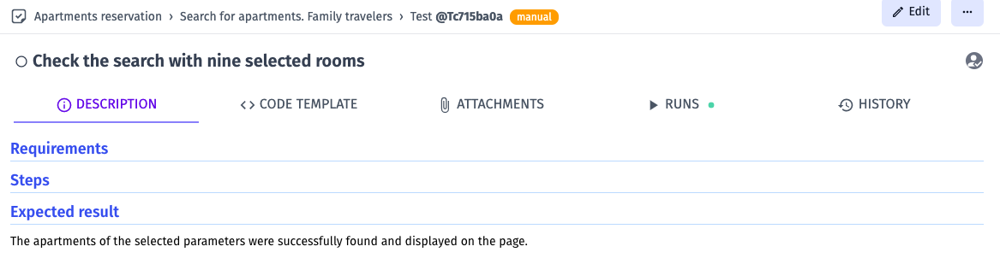 Apartments reservation › Search for apartments. Family travelers › Test @Tc715ba0a manual
Edit ...
Check the search with nine selected rooms
DESCRIPTION CODE TEMPLATE ATTACHMENTS RUNS HISTORY
Requirements
Steps
Expected result
The apartments of the selected parameters were successfully found and displayed on the page.